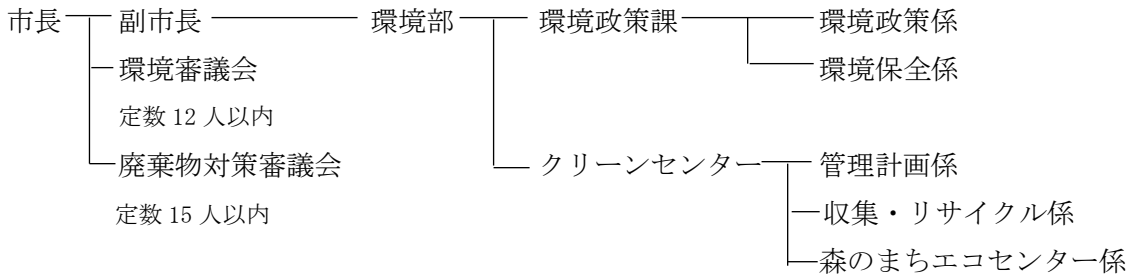 市長 副市長 環境部 環境政策課 環境政策係
環境審議会 環境保全係
定数 12 人以内
廃棄物対策審議会 クリーンセンター 管理計画係
定数 15 人以内 収集・リサイクル係
森のまちエコセンター係